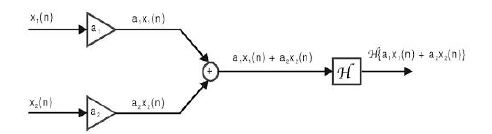 x₁(n)
a₁
a₁x₁(n)
+
a₁x₁(n) + a₂x₂(n)
ℋ
ℋ{a₁x₁(n) + a₂x₂(n)}
x₂(n)
a₂
a₂x₂(n)